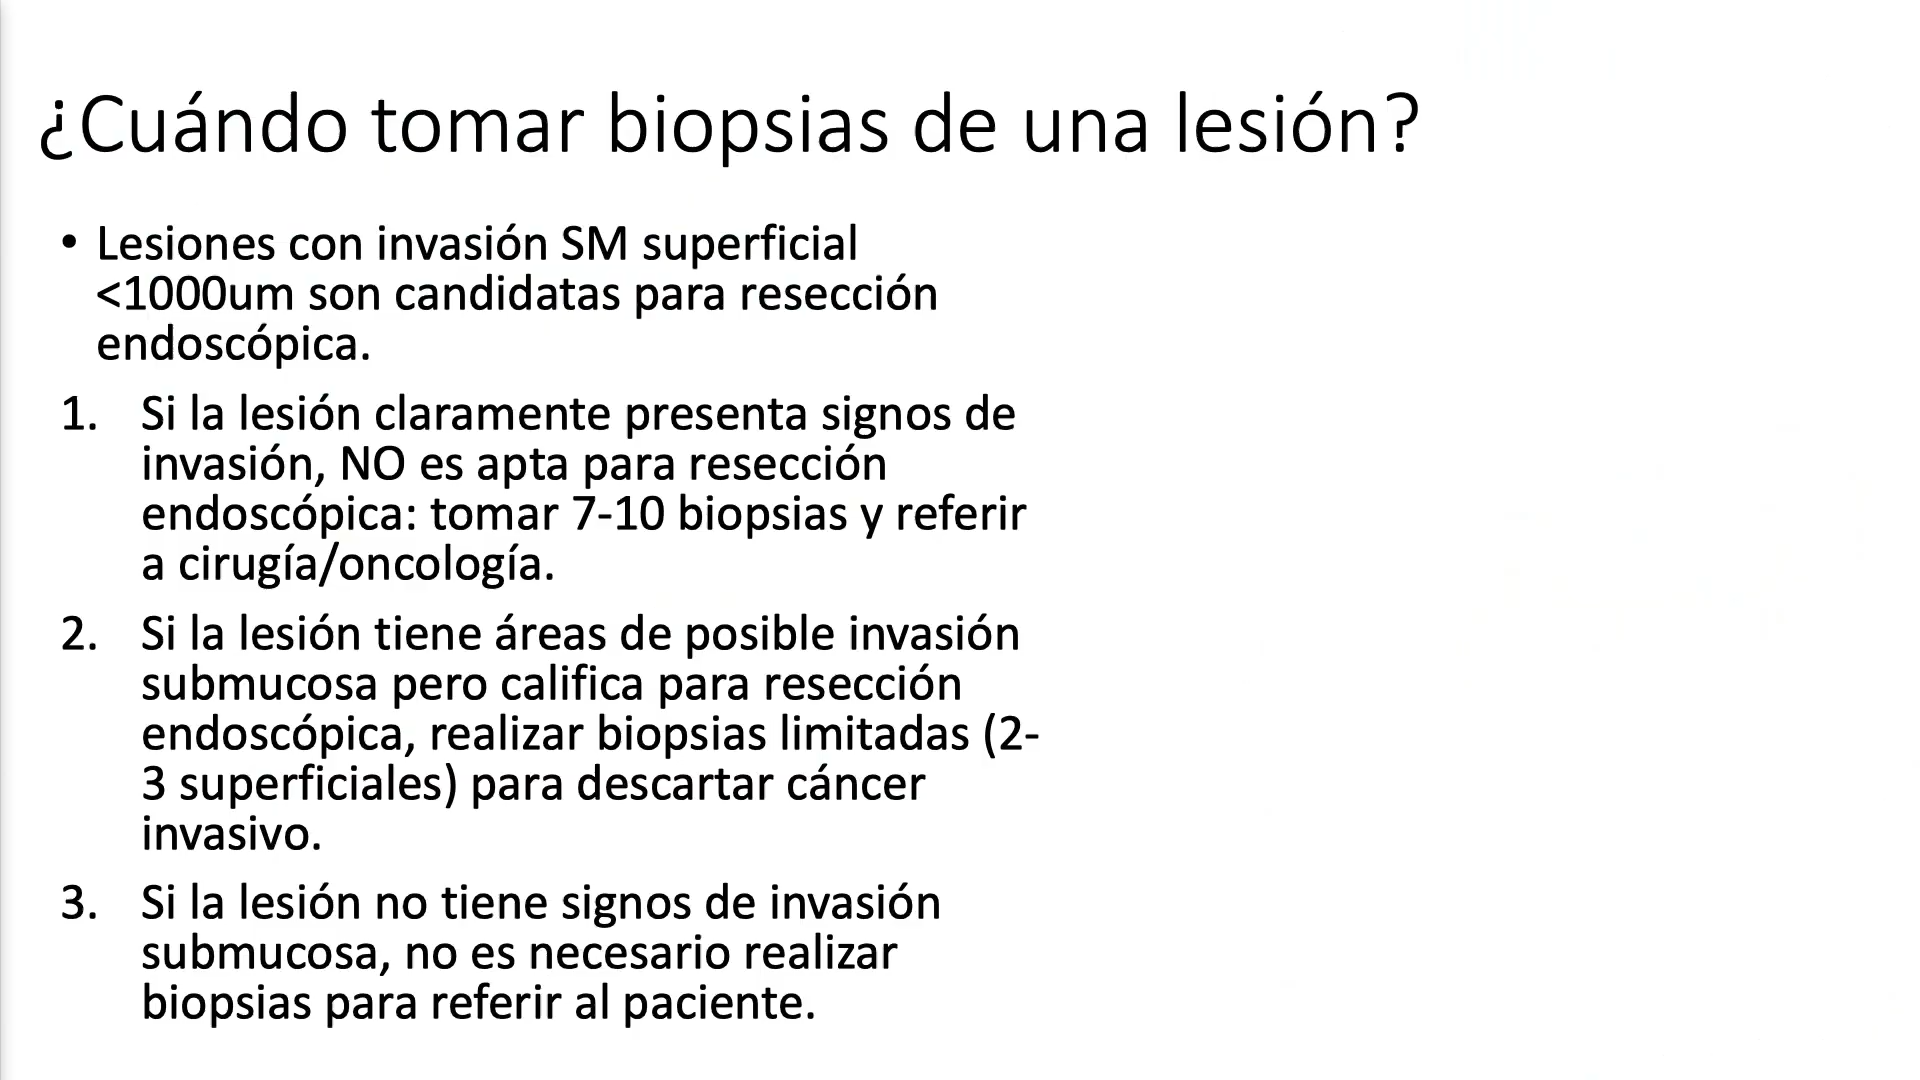 ¿Cuándo tomar biopsias de una lesión?
• Lesiones con invasión SM superficial
<1000um son candidatas para resección
endoscópica.
1. Si la lesión claramente presenta signos de
invasión, NO es apta para resección
endoscópica: tomar 7-10 biopsias y referir
a cirugía/oncología.
2. Si la lesión tiene áreas de posible invasión
submucosa pero califica para resección
endoscópica, realizar biopsias limitadas (2-
3 superficiales) para descartar cáncer
invasivo.
3. Si la lesión no tiene signos de invasión
submucosa, no es necesario realizar
biopsias para referir al paciente.